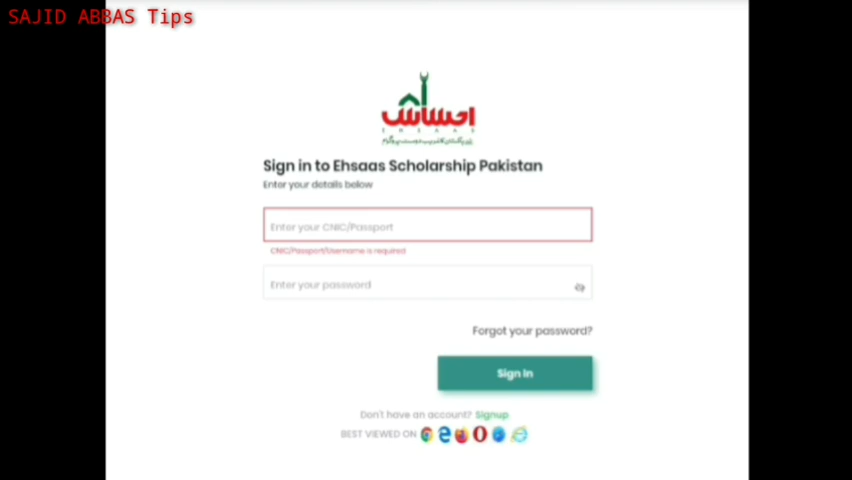 SAJID ABBAS Tips
احساس
EHSAAS
Sign in to Ehsaas Scholarship Pakistan
Enter your details below
Enter your CNIC/Passport
CNIC/Passport/Username is required
Enter your password
Forgot your password?
Sign In
Don't have an account? Signup
BEST VIEWED ON